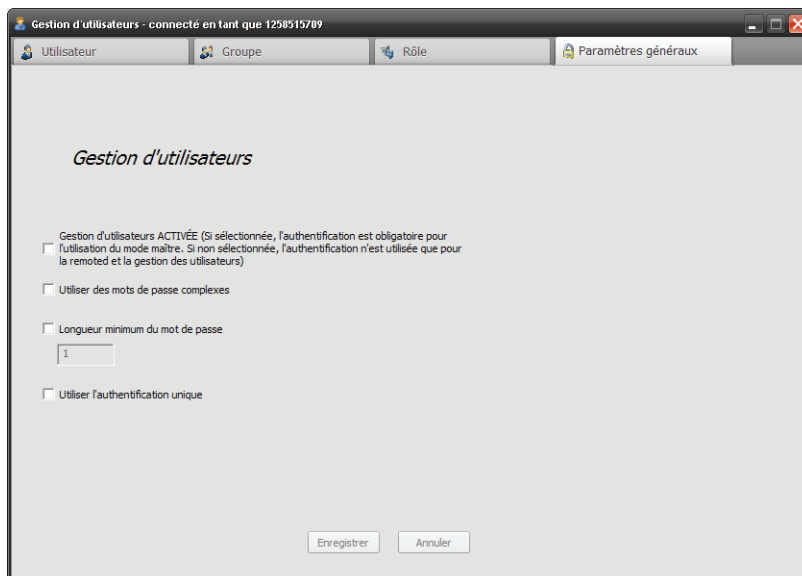 Gestion d'utilisateurs - connecté en tant que 1258515709
Utilisateur
Groupe
Rôle
Paramètres généraux
Gestion d'utilisateurs
Gestion d'utilisateurs ACTIVÉE (Si sélectionnée, l'authentification est obligatoire pour
l'utilisation du mode maître. Si non sélectionnée, l'authentification n'est utilisée que pour
la remoted et la gestion des utilisateurs)
Utiliser des mots de passe complexes
Longueur minimum du mot de passe
1
Utiliser l'authentification unique
Enregistrer
Annuler